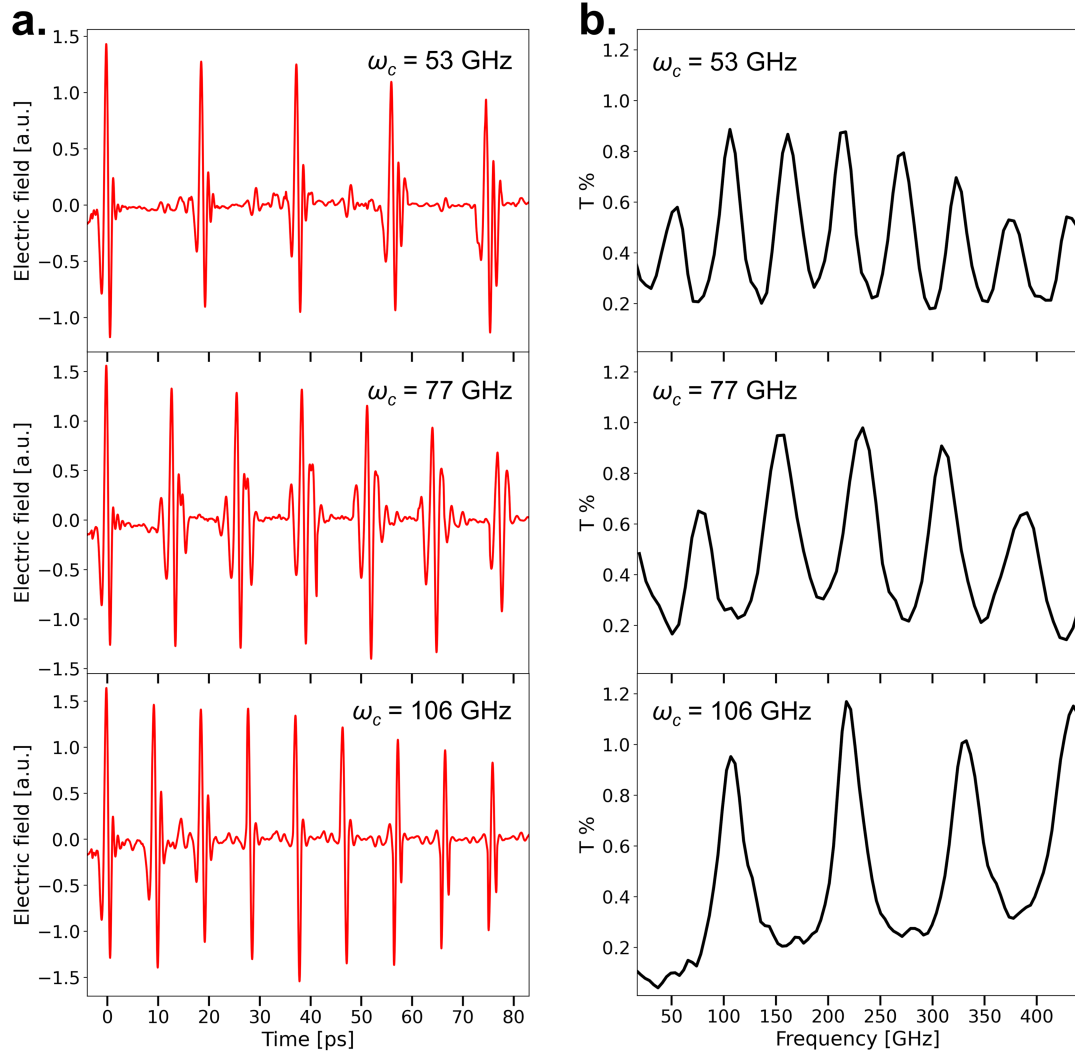 a.
1.5
1.0
0.5
0.0
−0.5
−1.0
Electric field [a.u.]
ω_c = 53 GHz
1.5
1.0
0.5
0.0
−0.5
−1.0
−1.5
Electric field [a.u.]
ω_c = 77 GHz
1.5
1.0
0.5
0.0
−0.5
−1.0
−1.5
Electric field [a.u.]
ω_c = 106 GHz
0 10 20 30 40 50 60 70 80
Time [ps]
b.
1.2
1.0
0.8
0.6
0.4
0.2
T %
ω_c = 53 GHz
1.2
1.0
0.8
0.6
0.4
0.2
T %
ω_c = 77 GHz
1.2
1.0
0.8
0.6
0.4
0.2
T %
ω_c = 106 GHz
50 100 150 200 250 300 350 400
Frequency [GHz]